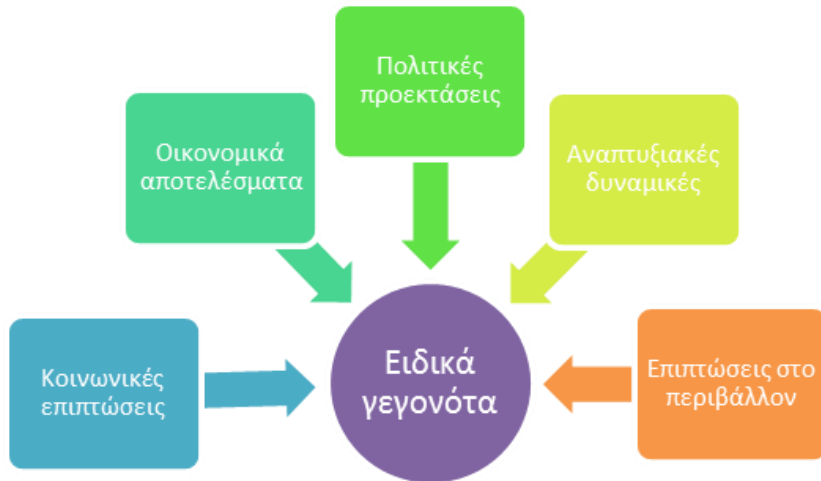 Πολιτικές
προεκτάσεις
Οικονομικά
αποτελέσματα
Αναπτυξιακές
δυναμικές
Κοινωνικές
επιπτώσεις
Ειδικά
γεγονότα
Επιπτώσεις στο
περιβάλλον